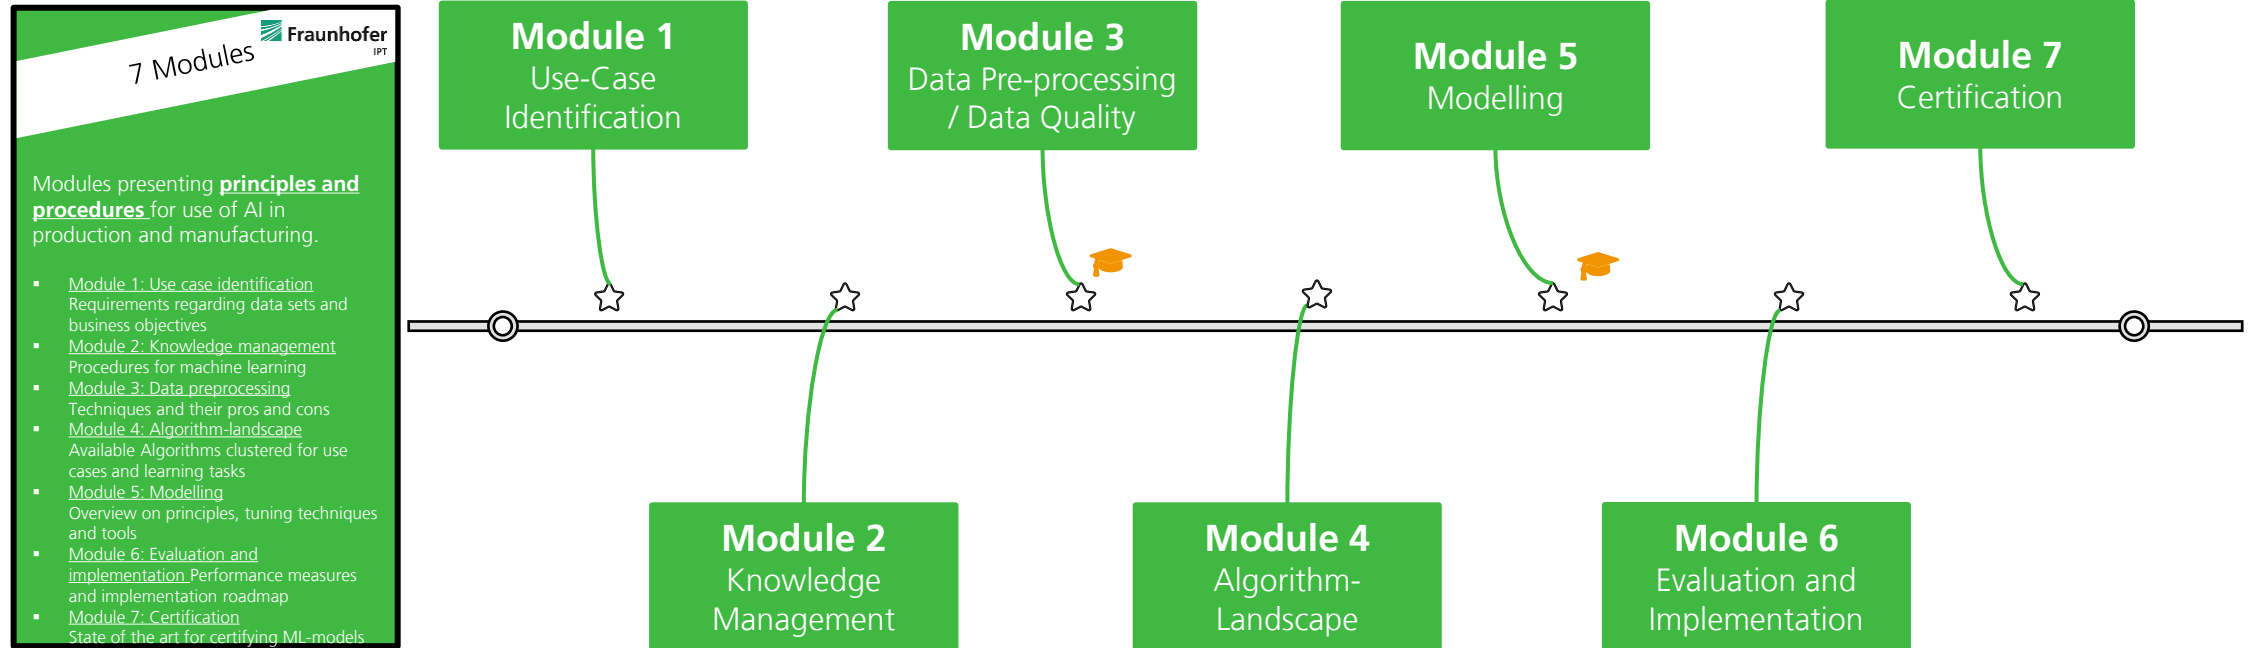 Fraunhofer
IPT
7 Modules
Modules presenting principles and
procedures for use of AI in
production and manufacturing.
▪ Module 1: Use case identification
Requirements regarding data sets and
business objectives
▪ Module 2: Knowledge management
Procedures for machine learning
▪ Module 3: Data preprocessing
Techniques and their pros and cons
▪ Module 4: Algorithm-landscape
Available Algorithms clustered for use
cases and learning tasks
▪ Module 5: Modelling
Overview on principles, tuning techniques
and tools
▪ Module 6: Evaluation and
implementation Performance measures
and implementation roadmap
▪ Module 7: Certification
State of the art for certifying ML-models
Module 1
Use-Case
Identification
Module 2
Knowledge
Management
Module 3
Data Pre-processing
/ Data Quality
Module 4
Algorithm-
Landscape
Module 5
Modelling
Module 6
Evaluation and
Implementation
Module 7
Certification